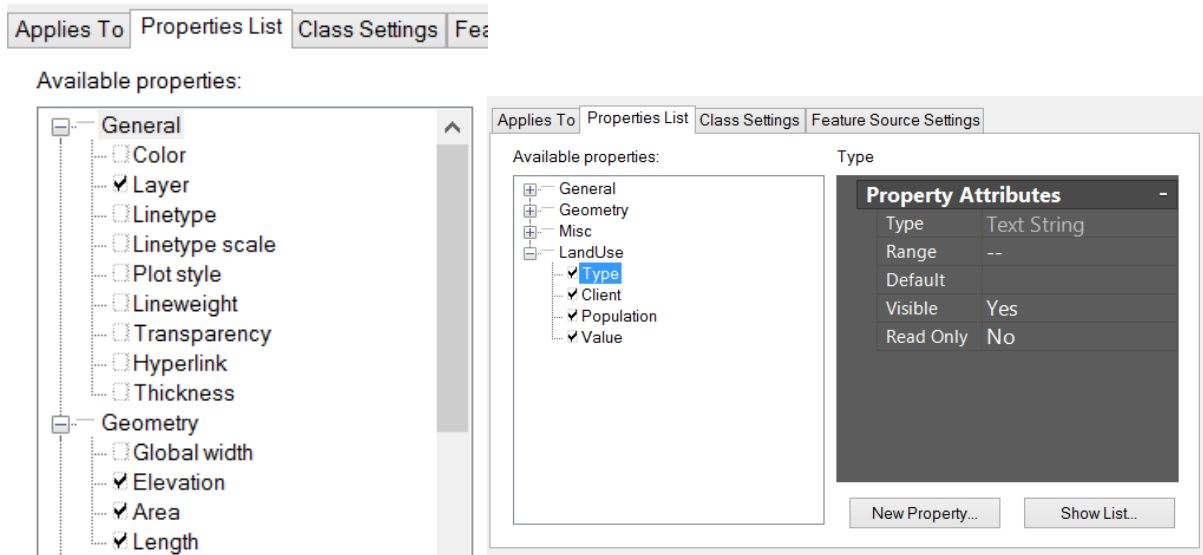 Applies To Properties List Class Settings Fea
Available properties:
General
Color
Layer
Linetype
Linetype scale
Plot style
Lineweight
Transparency
Hyperlink
Thickness
Geometry
Global width
Elevation
Area
Length
Applies To Properties List Class Settings Feature Source Settings
Available properties:
General
Geometry
Misc
LandUse
Type
Client
Population
Value
Type
Property Attributes -
Type Text String
Range --
Default
Visible Yes
Read Only No
New Property... Show List...